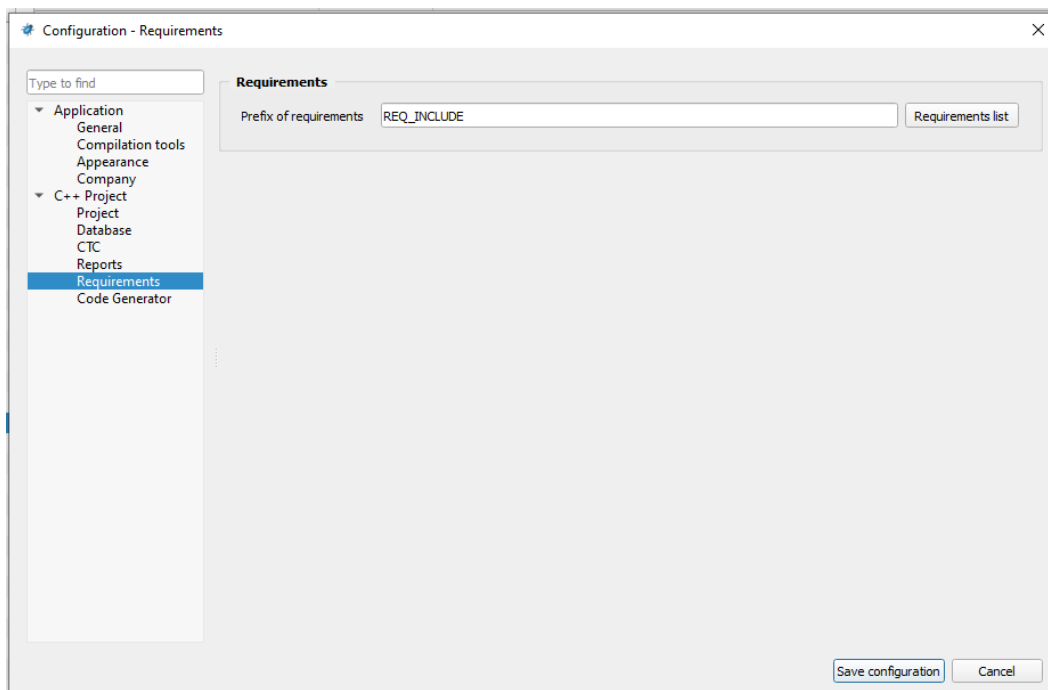 Configuration - Requirements
Type to find
Application
General
Compilation tools
Appearance
Company
C++ Project
Project
Database
CTC
Reports
Requirements
Code Generator
Requirements
Prefix of requirements REQ_INCLUDE Requirements list
Save configuration Cancel